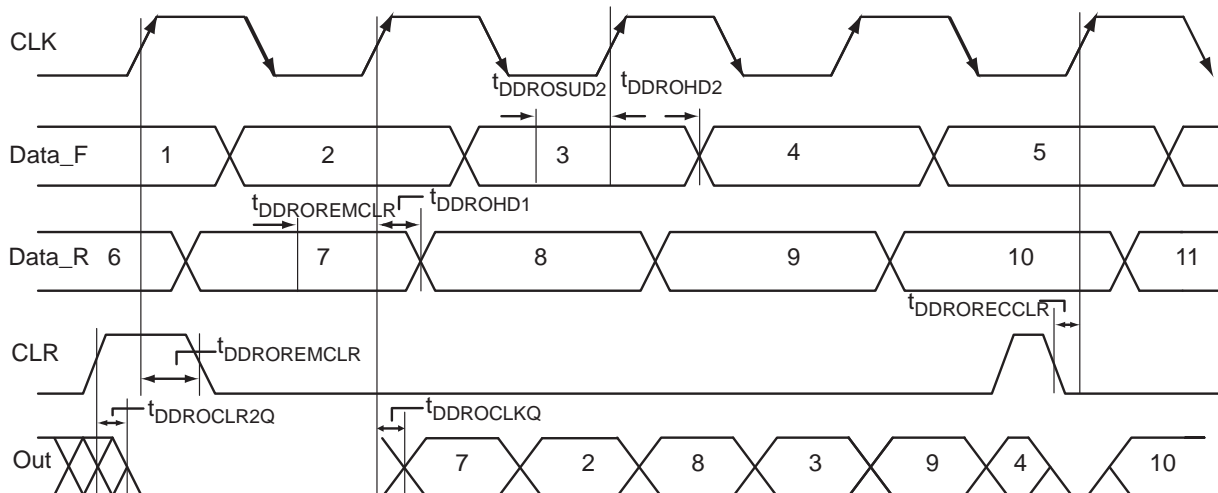 CLK
tDDROSUD2 tDDROHD2
Data_F 1 2 3 4 5
tDDROREMCLR tDDROHD1
Data_R 6 7 8 9 10 11
tDDRORECCLR
CLR
tDDROREMCLR
tDDROCLR2Q tDDROCLKQ
Out 7 2 8 3 9 4 10